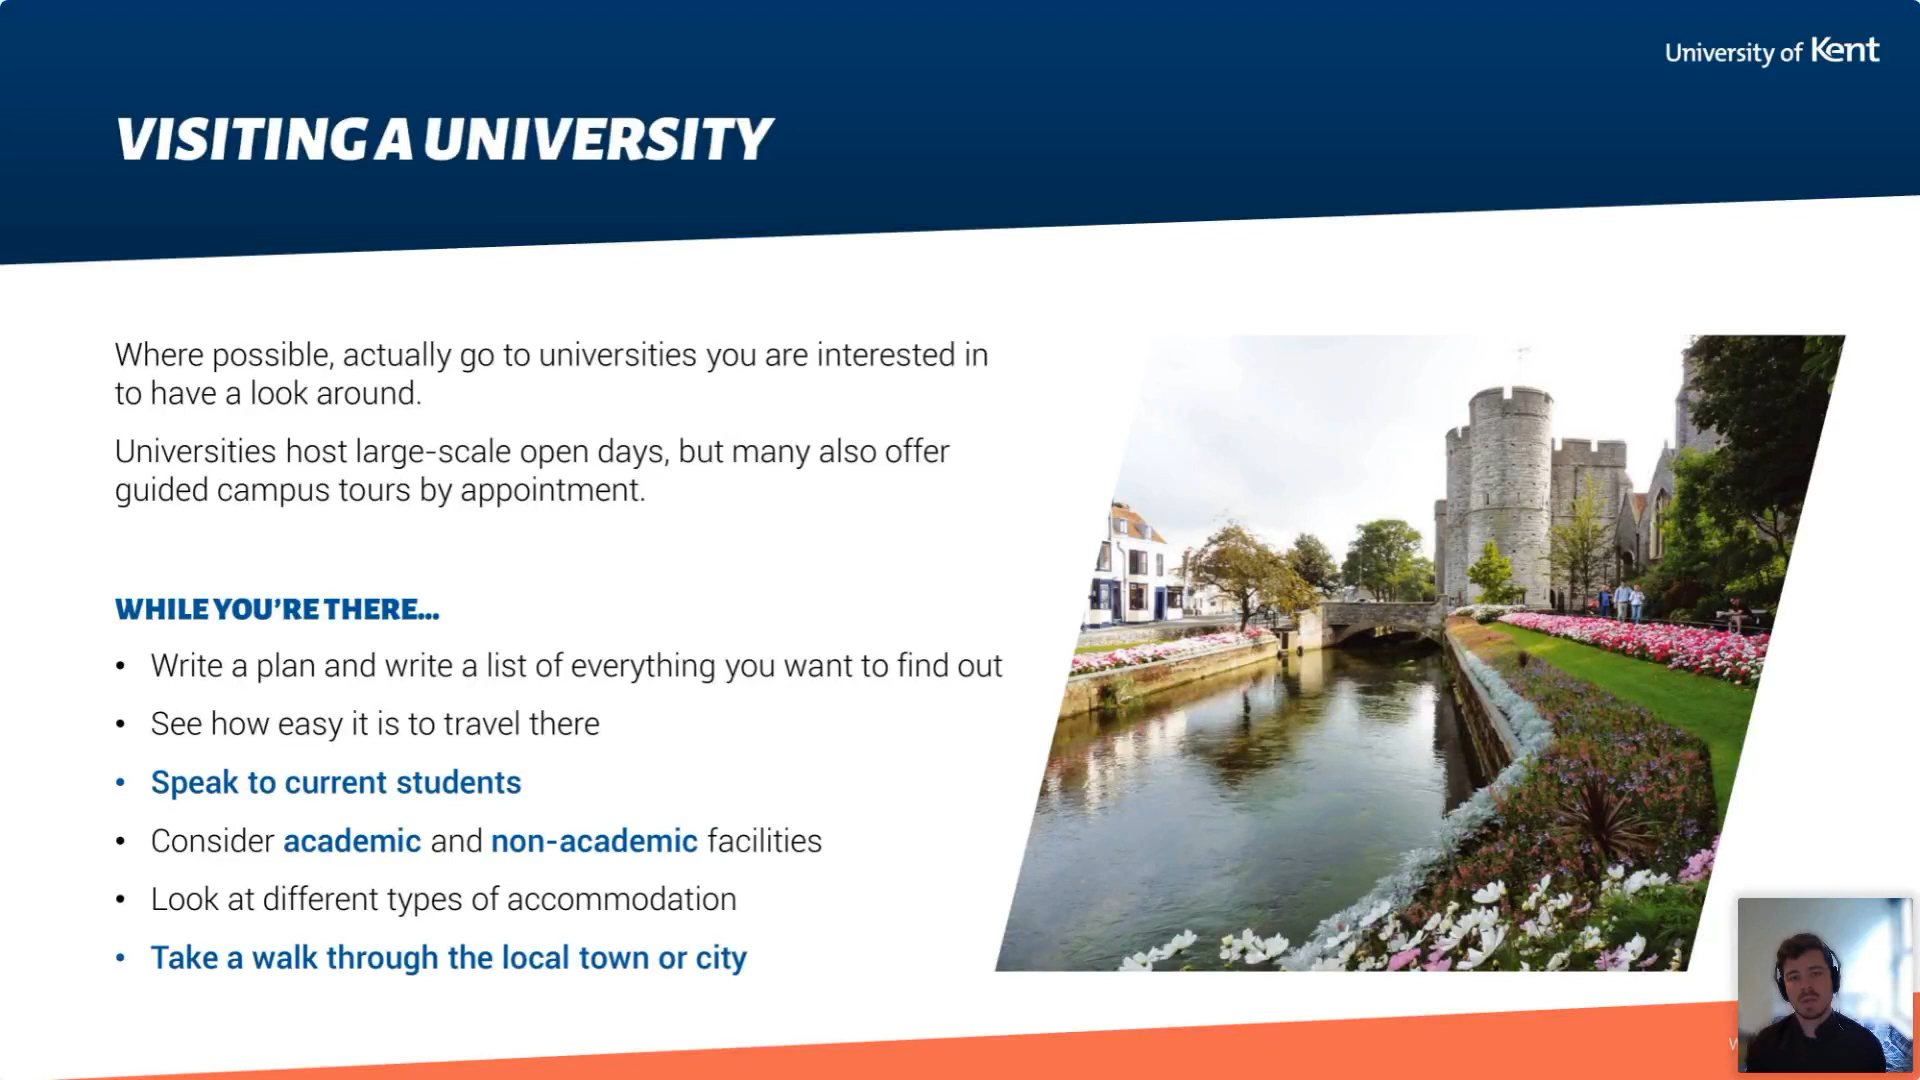 University of Kent
VISITING A UNIVERSITY
Where possible, actually go to universities you are interested in
to have a look around.
Universities host large-scale open days, but many also offer
guided campus tours by appointment.
WHILE YOU'RE THERE...
• Write a plan and write a list of everything you want to find out
• See how easy it is to travel there
• Speak to current students
• Consider academic and non-academic facilities
• Look at different types of accommodation
• Take a walk through the local town or city